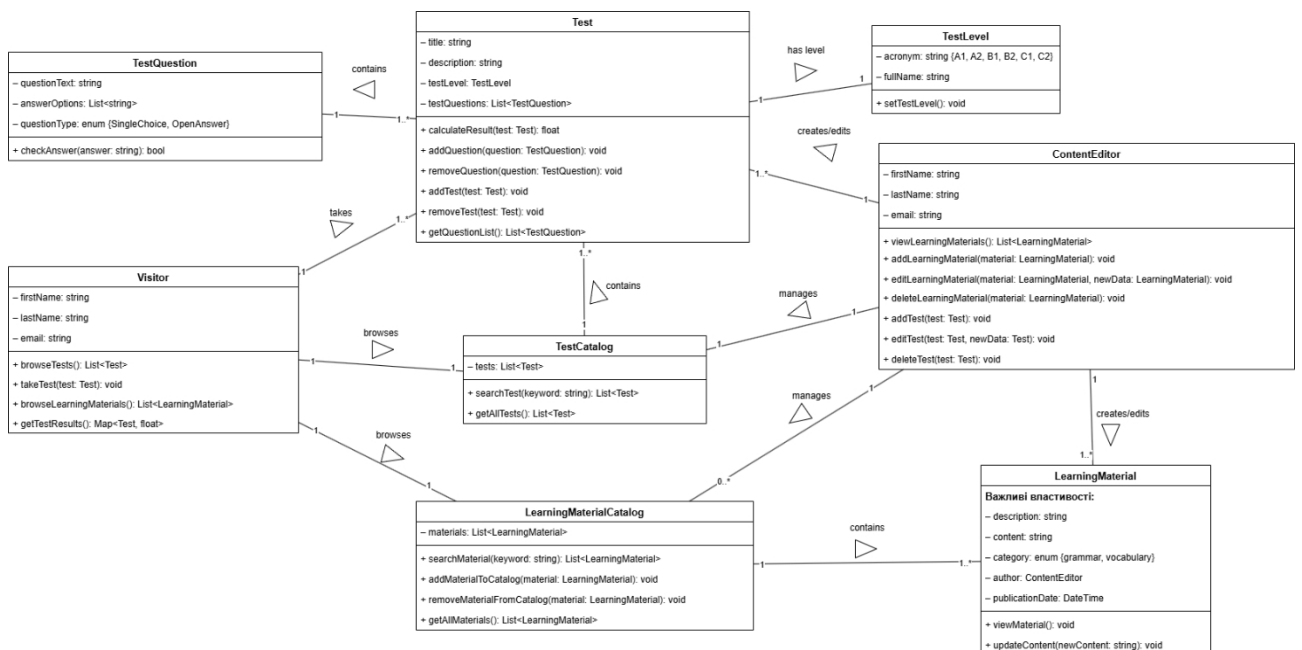 Test
– title: string
– description: string
– testLevel: TestLevel
– testQuestions: List<TestQuestion>
+ calculateResult(test: Test): float
+ addQuestion(question: TestQuestion): void
+ removeQuestion(question: TestQuestion): void
+ addTest(test: Test): void
+ removeTest(test: Test): void
+ getQuestionList(): List<TestQuestion>
TestLevel
– acronym: string {A1, A2, B1, B2, C1, C2}
– fullName: string
+ setTestLevel(): void
has level
1
1
TestQuestion
– questionText: string
– answerOptions: List<string>
– questionType: enum {SingleChoice, OpenAnswer}
+ checkAnswer(answer: string): bool
contains
1
1..*
creates/edits
1..*
1
ContentEditor
– firstName: string
– lastName: string
– email: string
+ viewLearningMaterials(): List<LearningMaterial>
+ addLearningMaterial(material: LearningMaterial): void
+ editLearningMaterial(material: LearningMaterial, newData: LearningMaterial): void
+ deleteLearningMaterial(material: LearningMaterial): void
+ addTest(test: Test): void
+ editTest(test: Test, newData: Test): void
+ deleteTest(test: Test): void
takes
1..*
1
Visitor
– firstName: string
– lastName: string
– email: string
+ browseTests(): List<Test>
+ takeTest(test: Test): void
+ browseLearningMaterials(): List<LearningMaterial>
+ getTestResults(): Map<Test, float>
1..*
contains
1
manages
1
1
browses
1
1
TestCatalog
– tests: List<Test>
+ searchTest(keyword: string): List<Test>
+ getAllTests(): List<Test>
manages
1
0..*
1
creates/edits
1..*
browses
1
1
LearningMaterialCatalog
– materials: List<LearningMaterial>
+ searchMaterial(keyword: string): List<LearningMaterial>
+ addMaterialToCatalog(material: LearningMaterial): void
+ removeMaterialFromCatalog(material: LearningMaterial): void
+ getAllMaterials(): List<LearningMaterial>
contains
1
1..*
LearningMaterial
Важливі властивості:
– description: string
– content: string
– category: enum {grammar, vocabulary}
– author: ContentEditor
– publicationDate: DateTime
+ viewMaterial(): void
+ updateContent(newContent: string): void